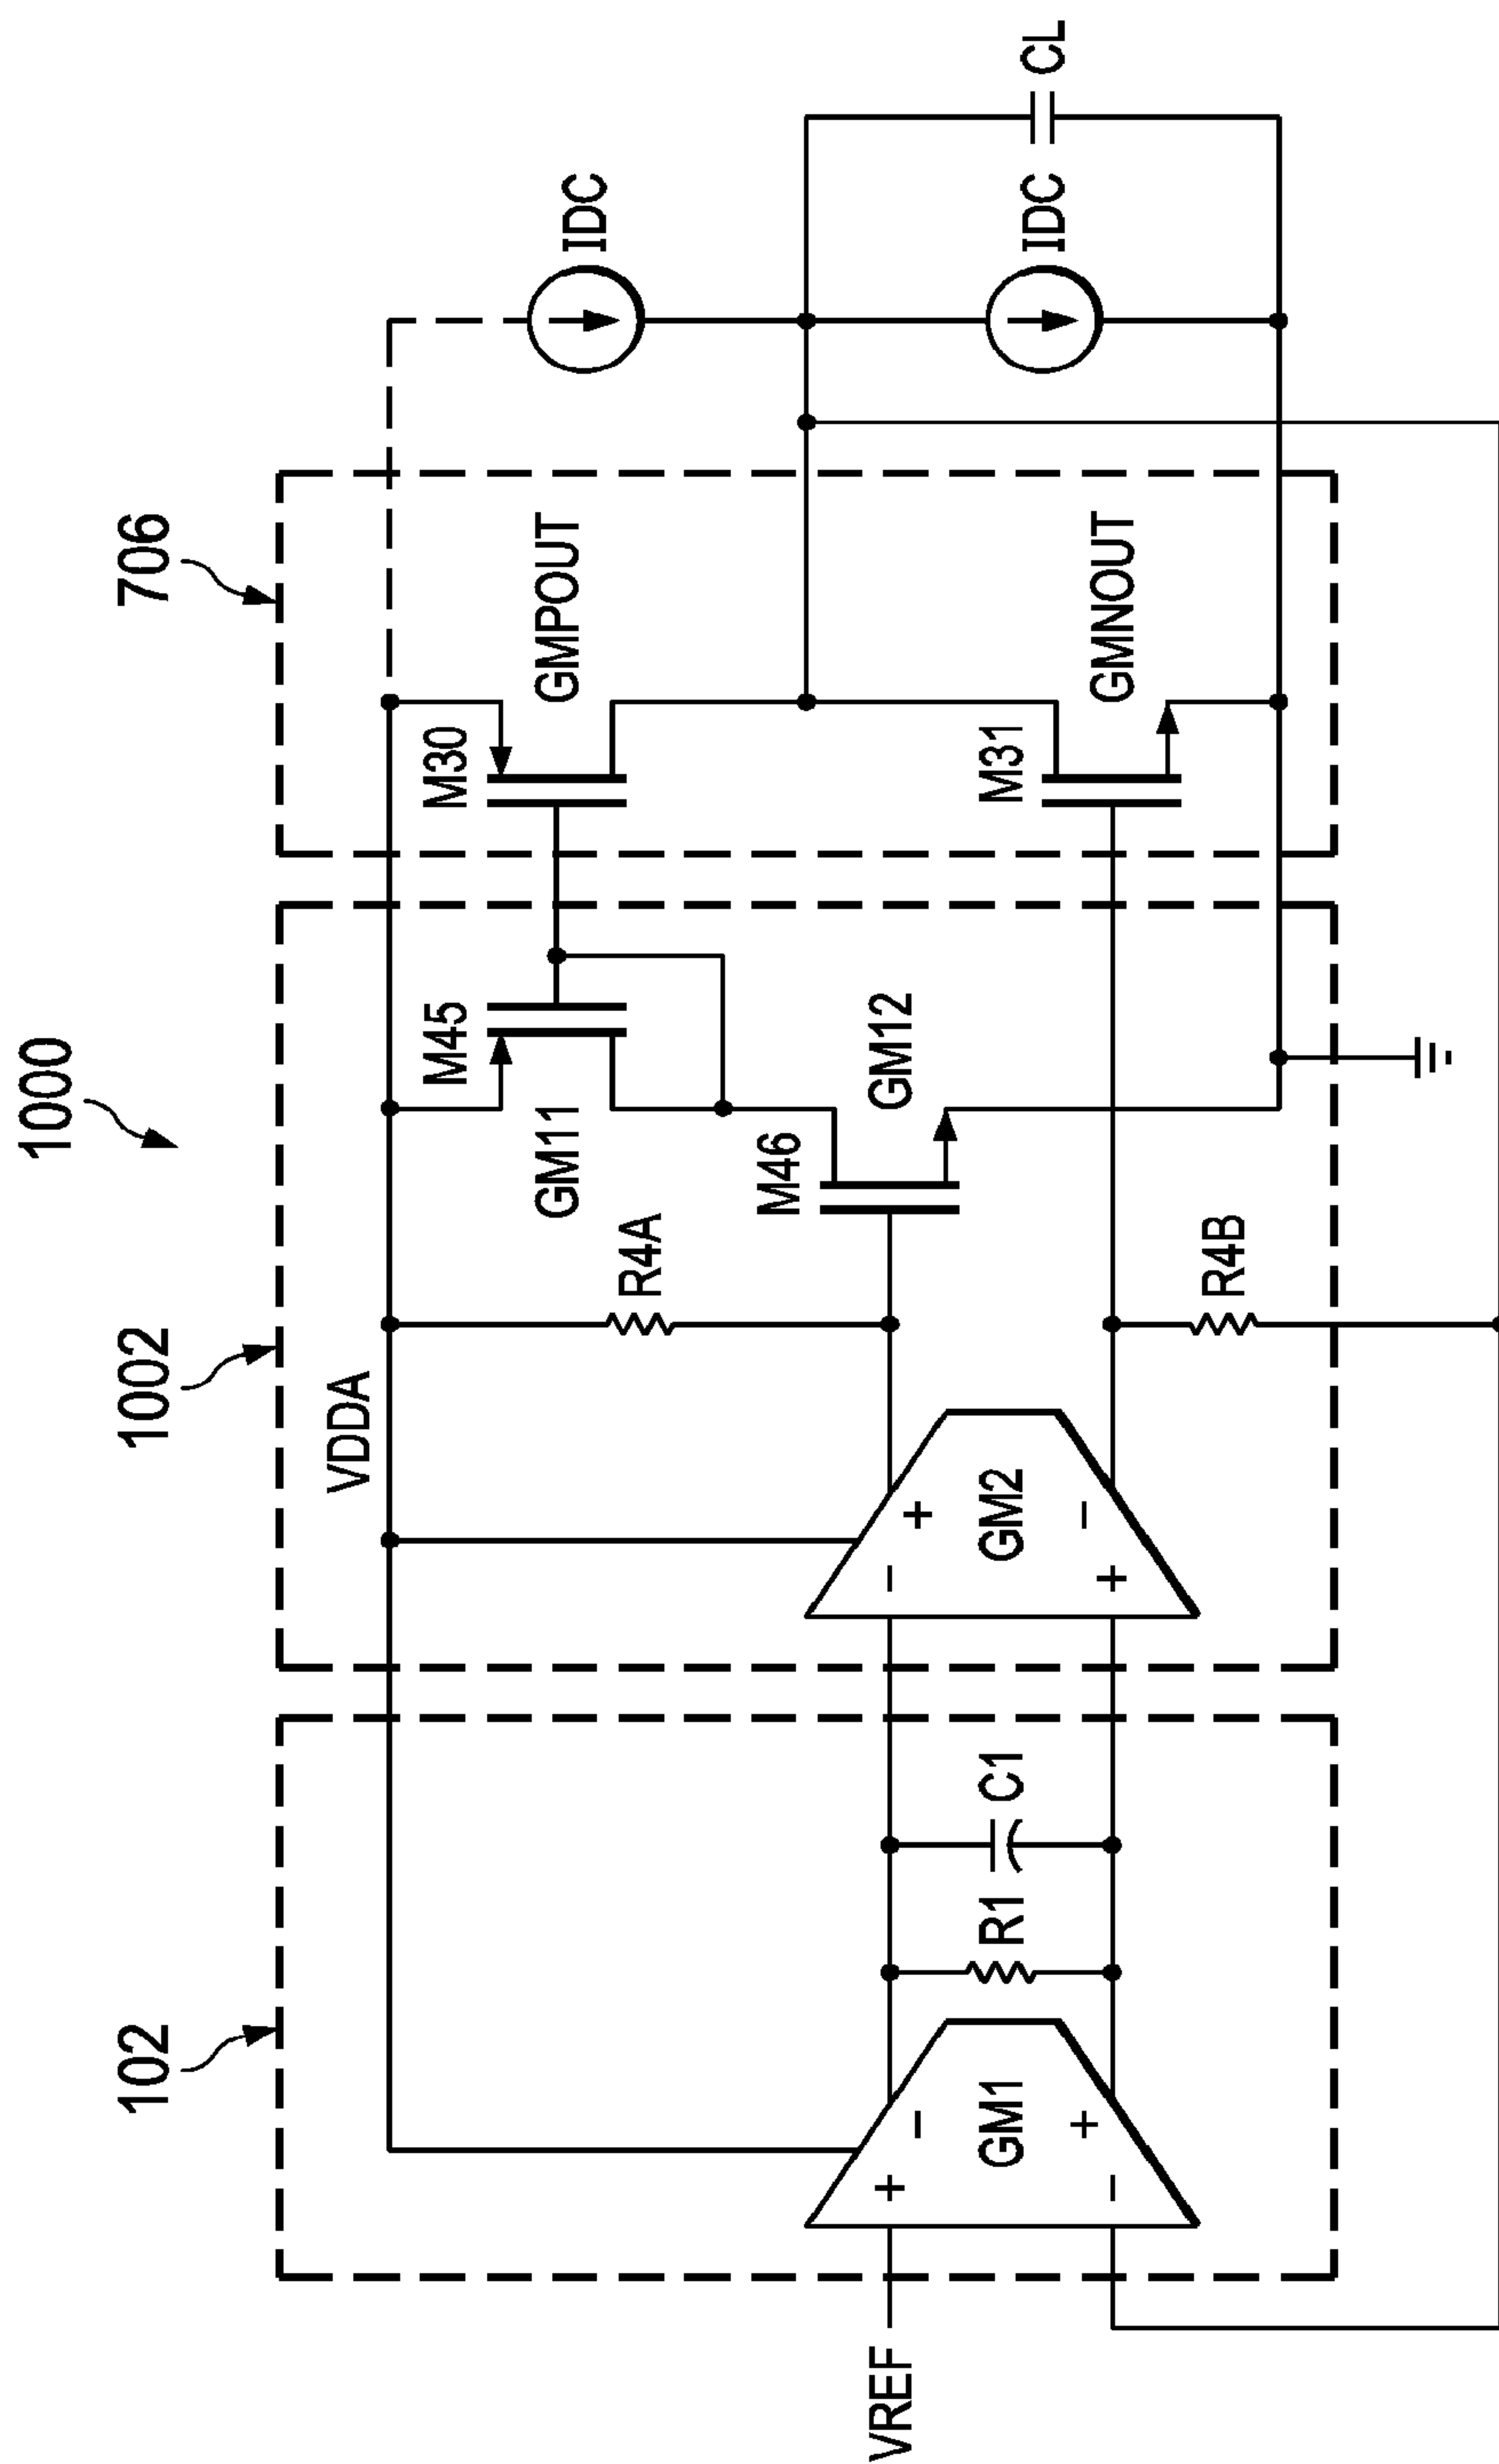 1000
102
1002
706
VDDA
VREF
GM1
+
-
-
+
R1
C1
GM2
-
+
+
-
R4A
R4B
M45
GM11
M46
GM12
M30
GMPOUT
M31
GMNOUT
IDC
IDC
CL